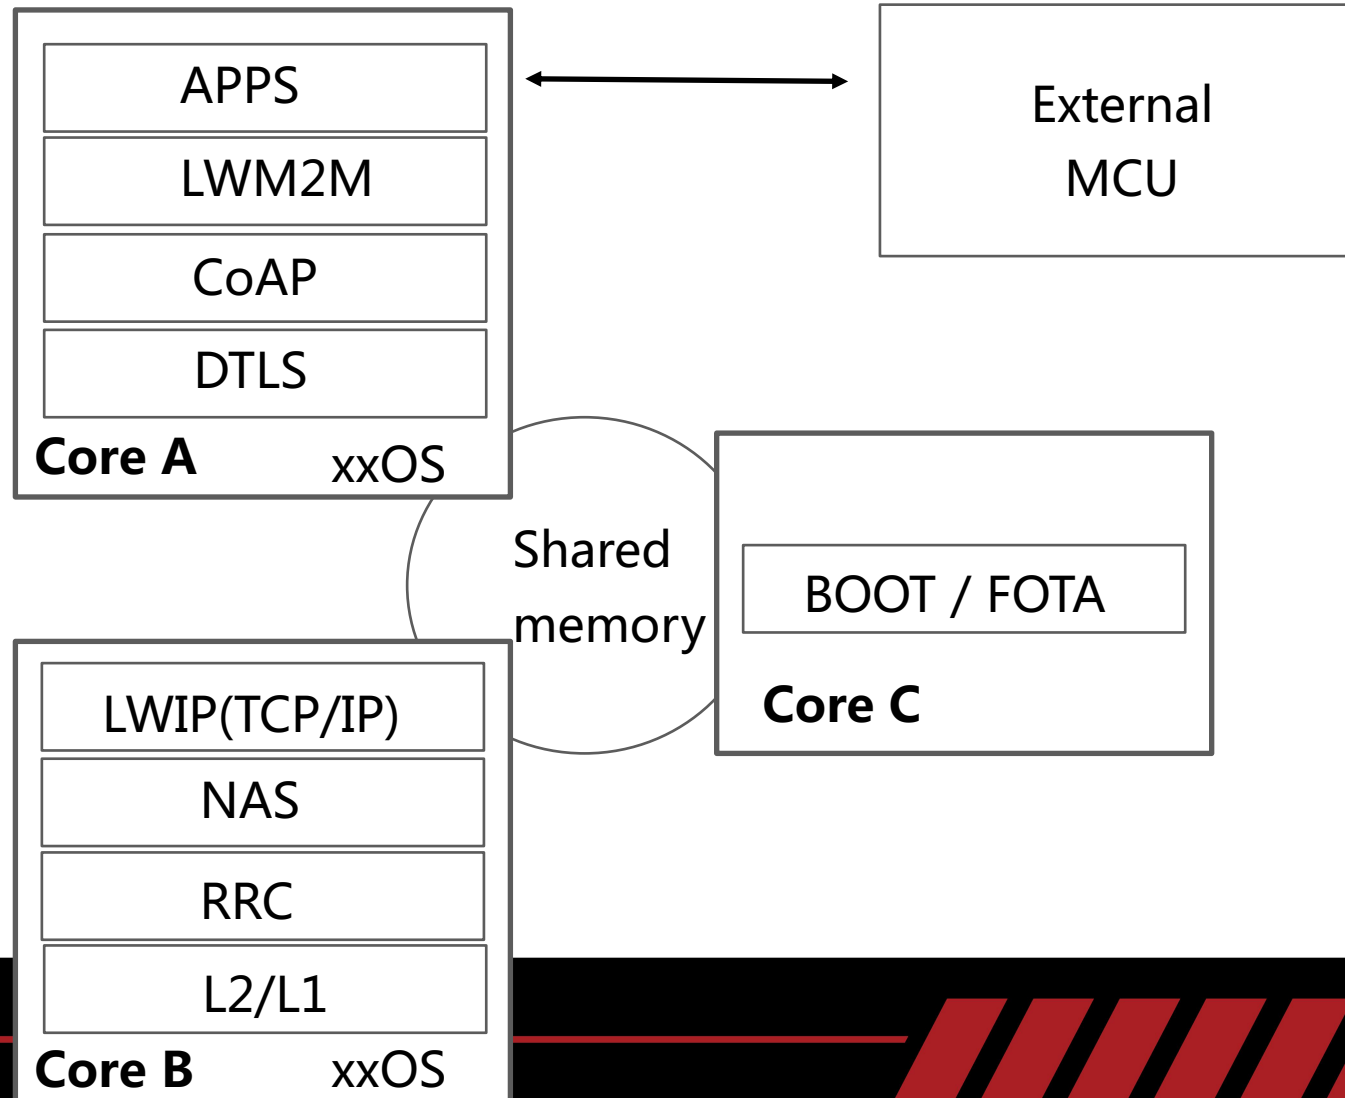 APPS
LWM2M
CoAP
DTLS
Core A xxOS
External
MCU
Shared
memory
BOOT / FOTA
Core C
LWIP(TCP/IP)
NAS
RRC
L2/L1
Core B xxOS